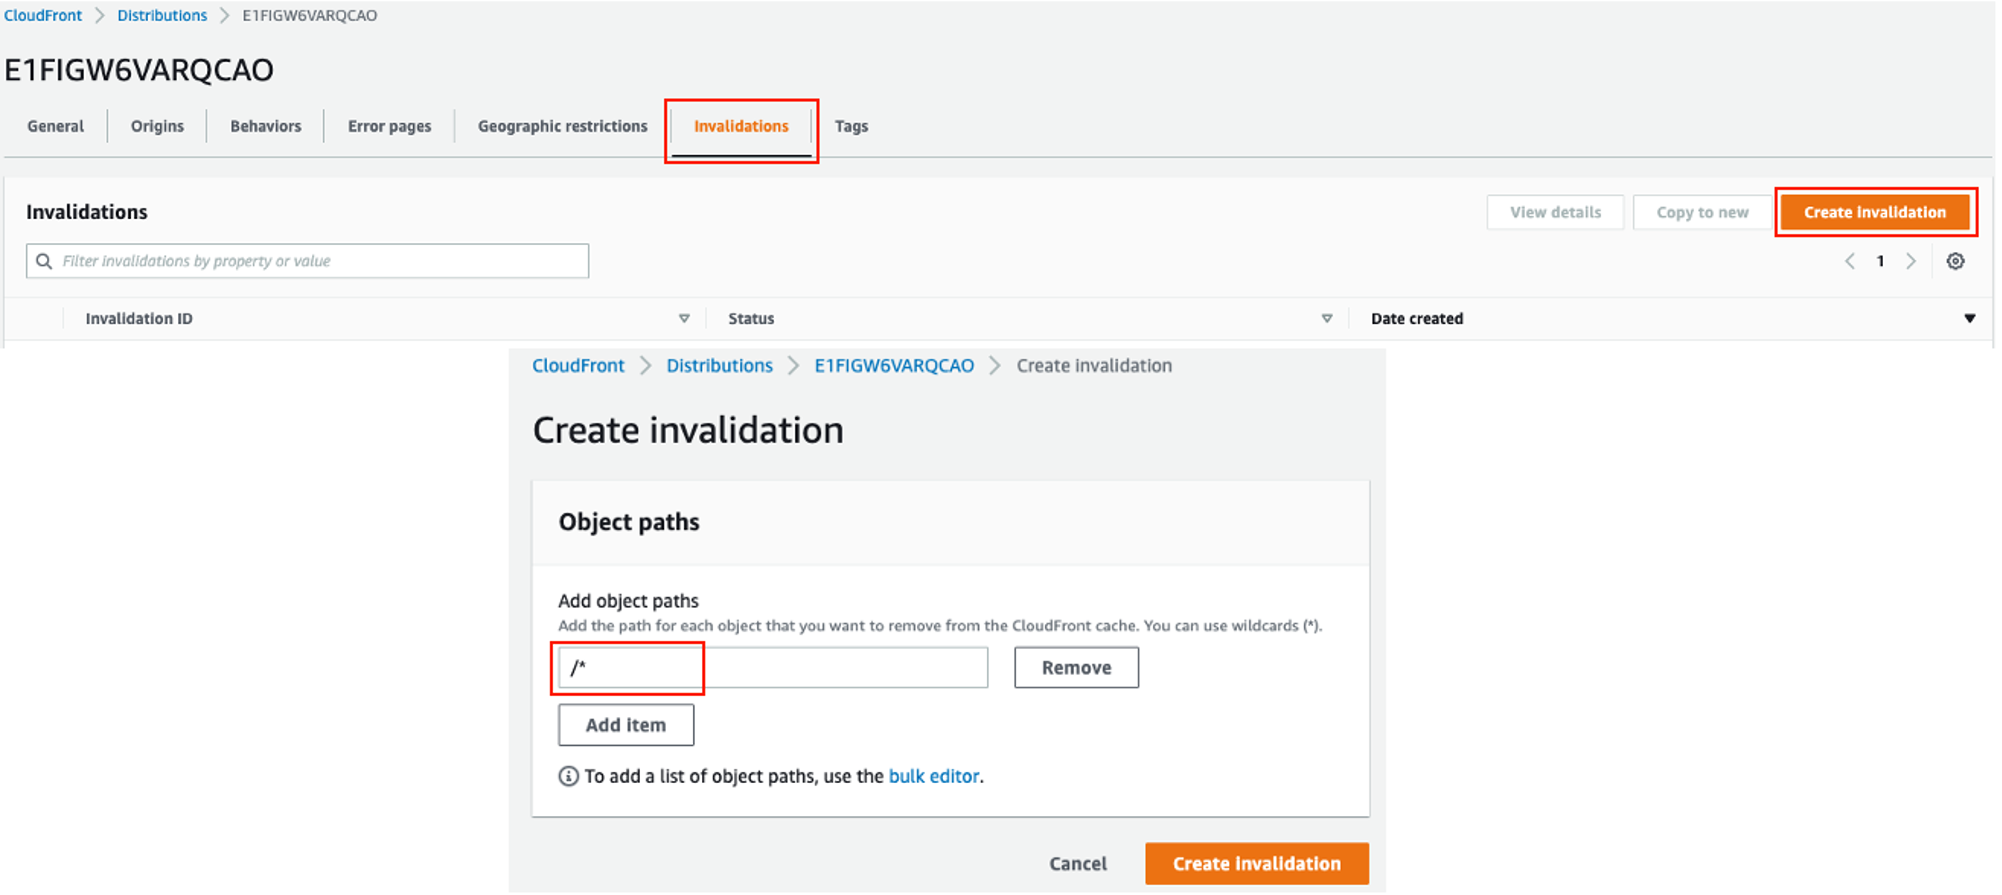 CloudFront > Distributions > E1FIGW6VARQCAO
E1FIGW6VARQCAO
General Origins Behaviors Error pages Geographic restrictions Invalidations Tags
Invalidations View details Copy to new Create invalidation
Filter invalidations by property or value < 1 >
Invalidation ID Status Date created
CloudFront > Distributions > E1FIGW6VARQCAO > Create invalidation
Create invalidation
Object paths
Add object paths
Add the path for each object that you want to remove from the CloudFront cache. You can use wildcards (*).
/* Remove
Add item
To add a list of object paths, use the bulk editor.
Cancel Create invalidation